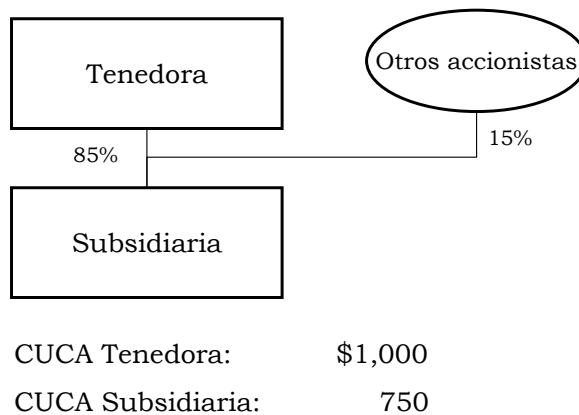 Tenedora
Otros accionistas
85%
15%
Subsidiaria
CUCA Tenedora: $1,000
CUCA Subsidiaria: 750